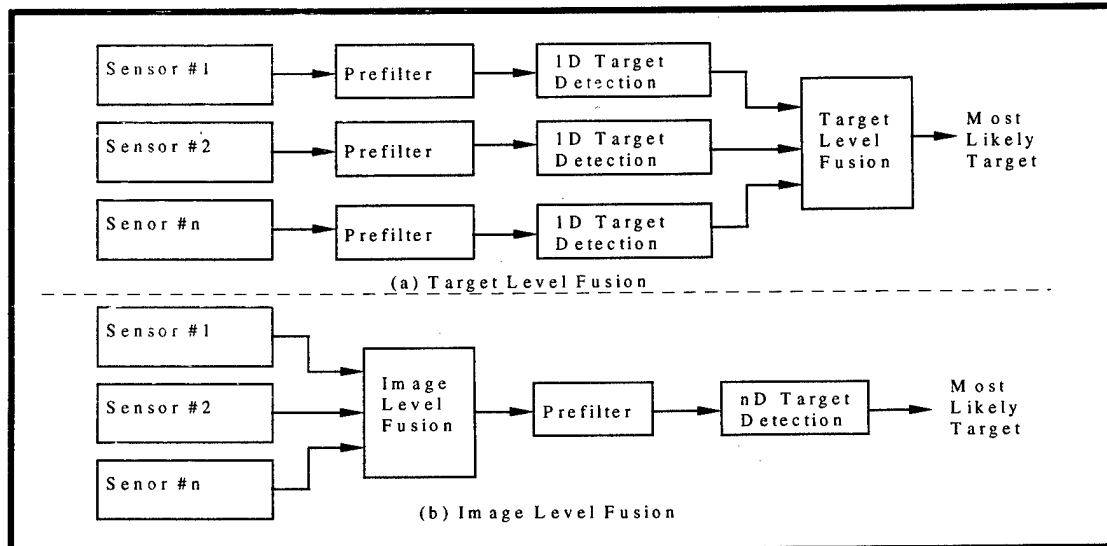 Sensor #1
Prefilter
1D Target
Detection
Sensor #2
Prefilter
1D Target
Detection
Senor #n
Prefilter
1D Target
Detection
Target
Level
Fusion
Most
Likely
Target
(a) Target Level Fusion
Sensor #1
Sensor #2
Senor #n
Image
Level
Fusion
Prefilter
nD Target
Detection
Most
Likely
Target
(b) Image Level Fusion